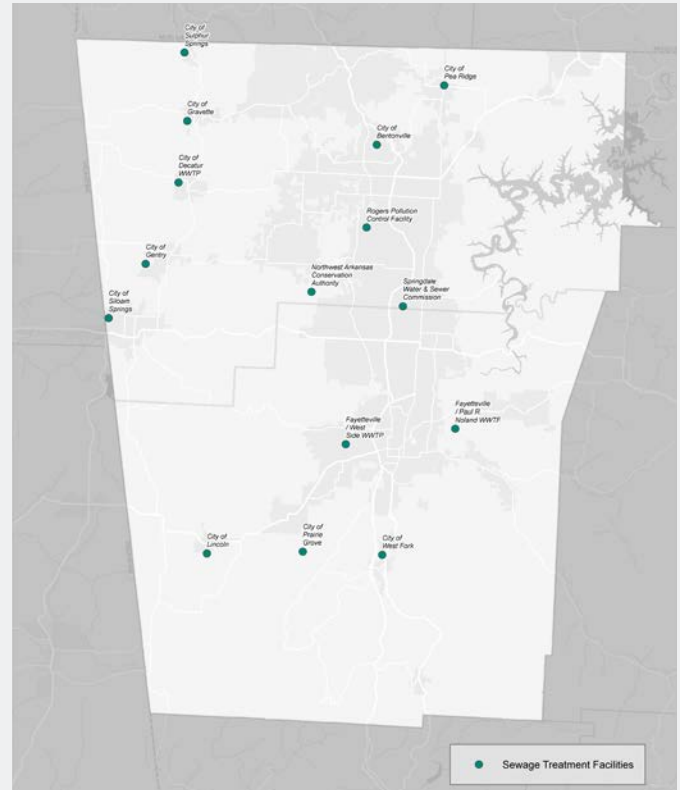 City of
Sulphur
Springs
City of
Pea Ridge
City of
Gravette
City of
Bentonville
City of
Decatur
WWTP
Rogers Pollution
Control Facility
City of
Gentry
Northwest Arkansas
Conservation
Authority
Springdale
Water & Sewer
Commission
City of
Siloam
Springs
Fayetteville
/ Paul R.
Noland WWTF
Fayetteville
/ West
Side WWTP
City of
Lincoln
City of
Prairie
Grove
City of
West Fork
Sewage Treatment Facilities